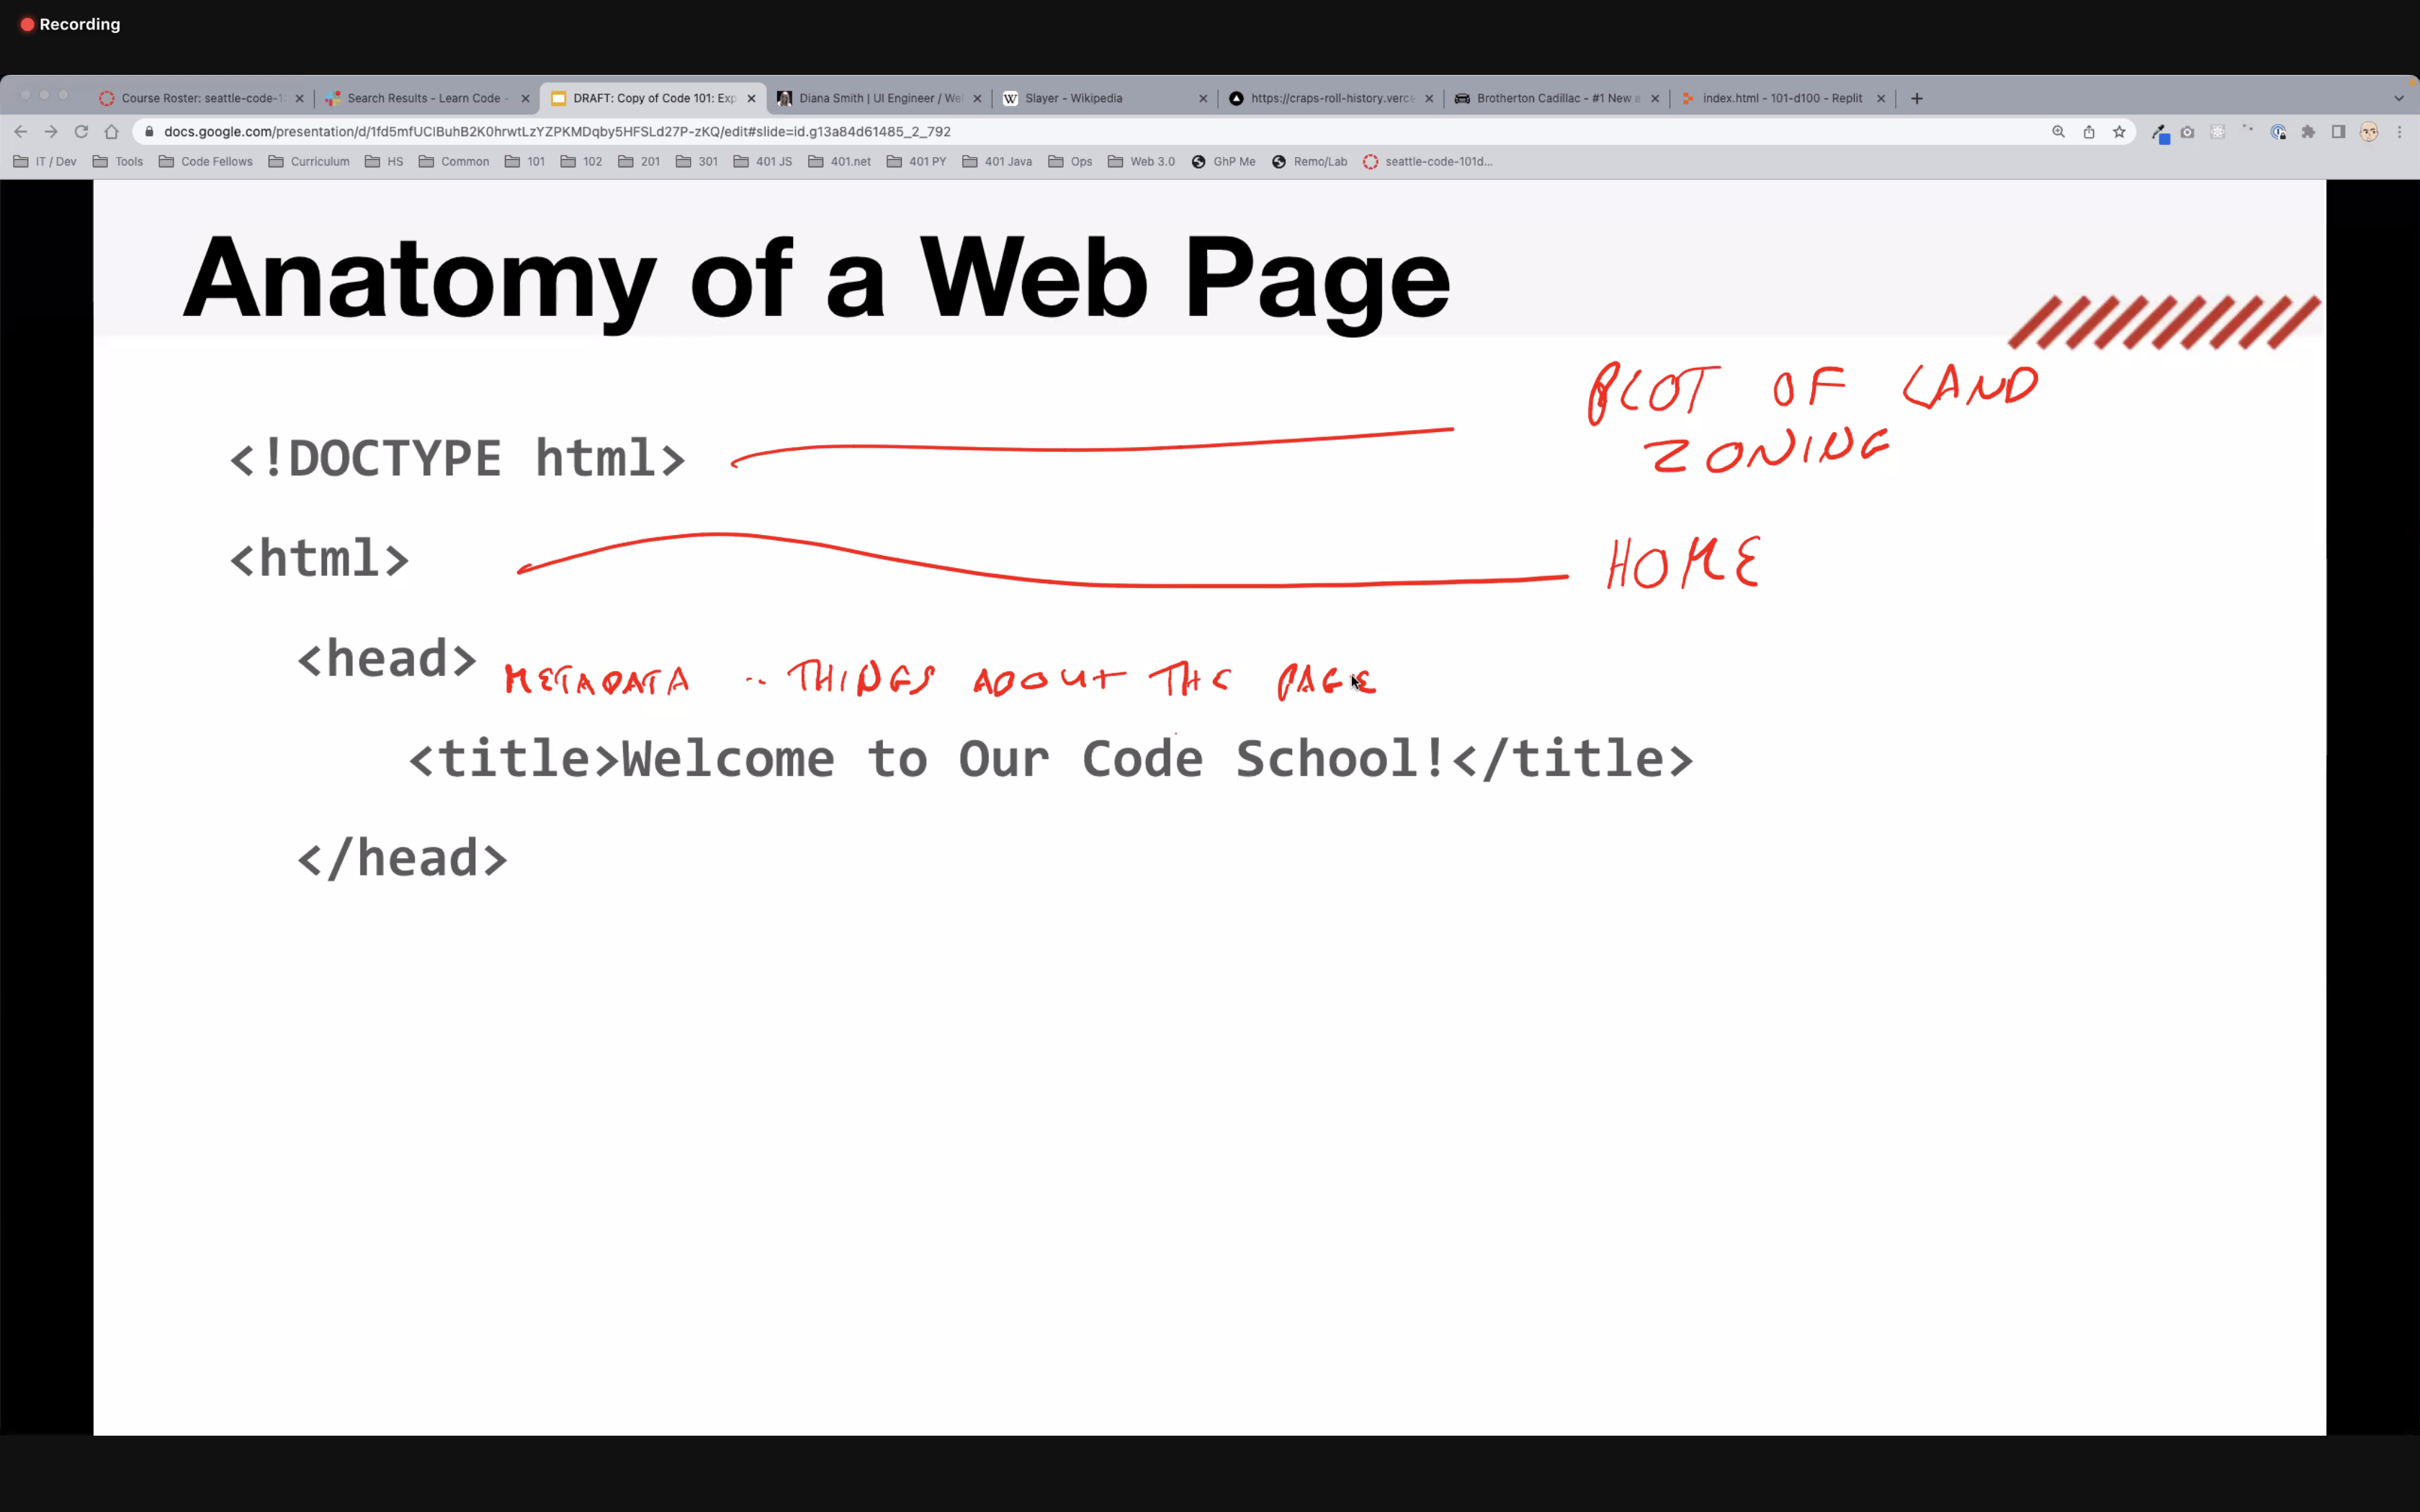 Recording
Course Roster: seattle-code-1
Search Results - Learn Code -
DRAFT: Copy of Code 101: Exp
Diana Smith | UI Engineer / We
W Slayer - Wikipedia
https://craps-roll-history.verce
Brotherton Cadillac - #1 New a
index.html - 101-d100 - Replit
docs.google.com/presentation/d/1fd5mfUCIBuhB2K0hrwtLzYZPKMDqby5HFSLd27P-zKQ/edit#slide=id.g13a84d61485_2_792
IT / Dev Tools Code Fellows Curriculum HS Common 101 102 201 301 401 JS 401.net 401 PY 401 Java Ops Web 3.0 GhP Me Remo/Lab seattle-code-101d...
Anatomy of a Web Page
PLOT OF LAND
<!DOCTYPE html>
ZONING
<html>
HOME
<head>
METADATA .. THINGS ABOUT THE PAGE
<title>Welcome to Our Code School!</title>
</head>